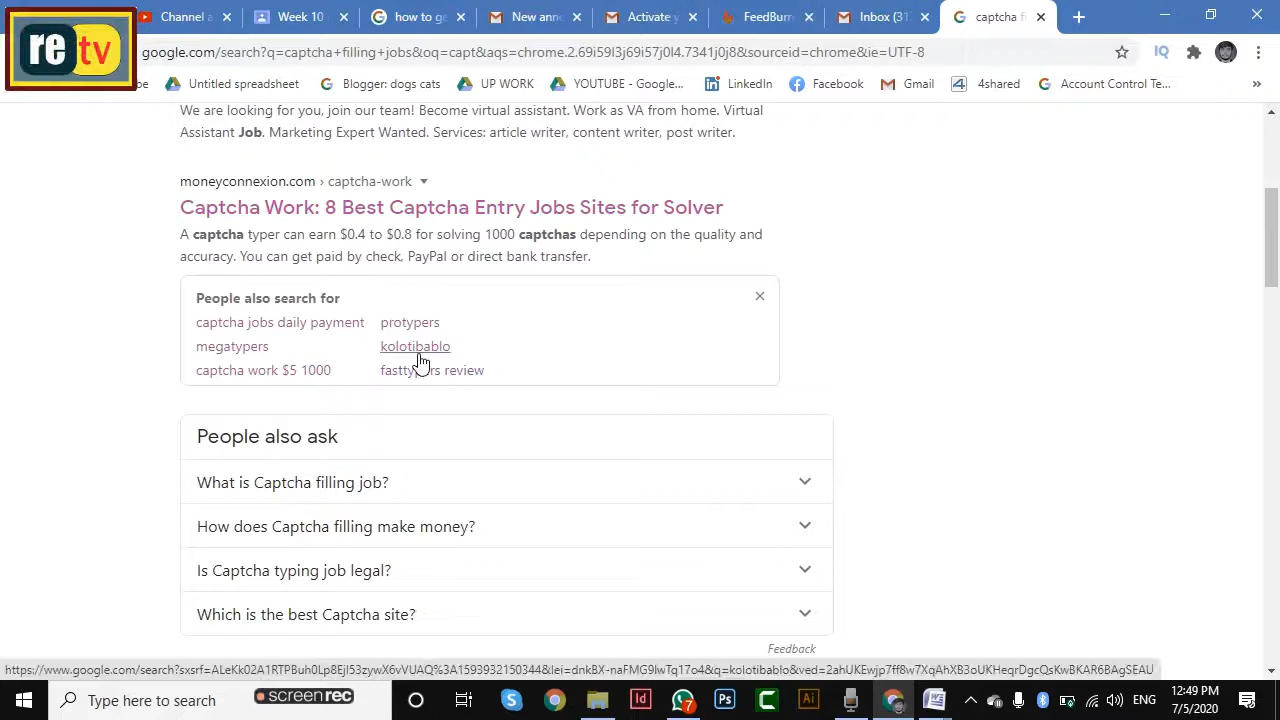 Channel a
Week 10
how to ge
New anne
Activate y
FeedBurne
Inbox (31
captcha fi
re tv
google.com/search?q=captcha+filling+jobs&oq=capt&aqs=chrome.2.69i59l3j69i57j0l4.7341j0j8&sourceid=chrome&ie=UTF-8
be
Untitled spreadsheet
Blogger: dogs cats
UP WORK
YOUTUBE - Google...
LinkedIn
Facebook
Gmail
4shared
Account Control Te...
We are looking for you, join our team! Become virtual assistant. Work as VA from home. Virtual
Assistant Job. Marketing Expert Wanted. Services: article writer, content writer, post writer.
moneyconnexion.com › captcha-work
Captcha Work: 8 Best Captcha Entry Jobs Sites for Solver
A captcha typer can earn $0.4 to $0.8 for solving 1000 captchas depending on the quality and
accuracy. You can get paid by check, PayPal or direct bank transfer.
People also search for
captcha jobs daily payment protypers
megatypers kolotibablo
captcha work $5 1000 fasttypers review
People also ask
What is Captcha filling job?
How does Captcha filling make money?
Is Captcha typing job legal?
Which is the best Captcha site?
Feedback
Type here to search
screenrec
7
ENG
12:49 PM
7/5/2020